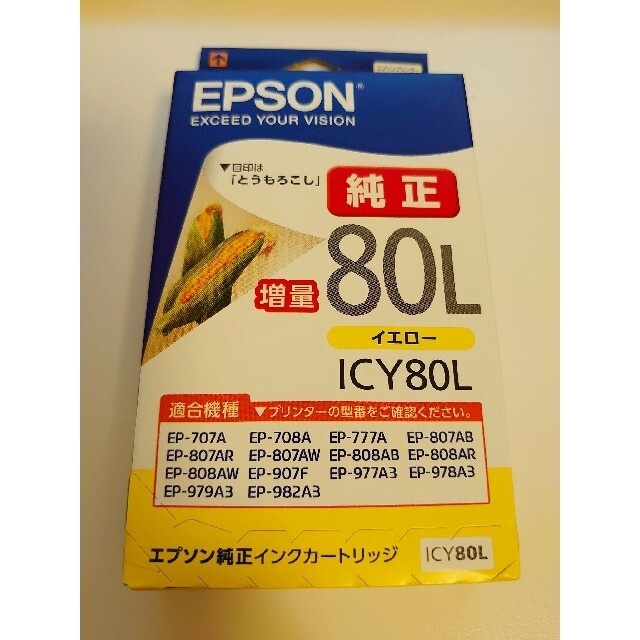 EPSON®
EXCEED YOUR VISION
▼目印は
「とうもろこし」
純正
増量
80L
イエロー
ICY80L
適合機種 ▼プリンターの型番をご確認ください。
EP-707A EP-708A EP-777A EP-807AB
EP-807AR EP-807AW EP-808AB EP-808AR
EP-808AW EP-907F EP-977A3 EP-978A3
EP-979A3 EP-982A3
エプソン純正インクカートリッジ ICY80L